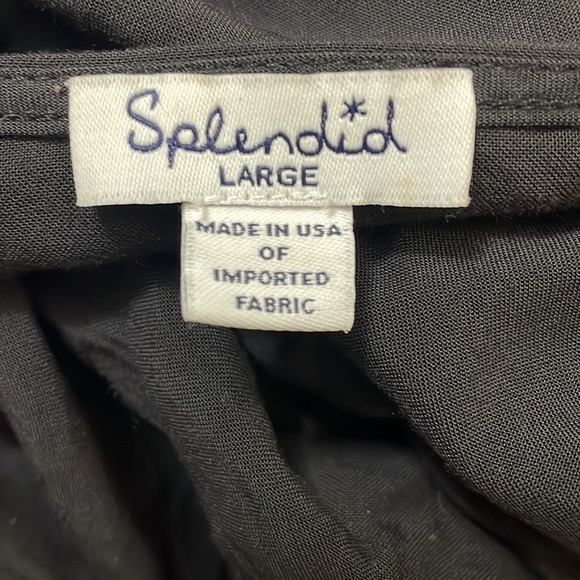 Splendid
LARGE
MADE IN USA
OF
IMPORTED
FABRIC